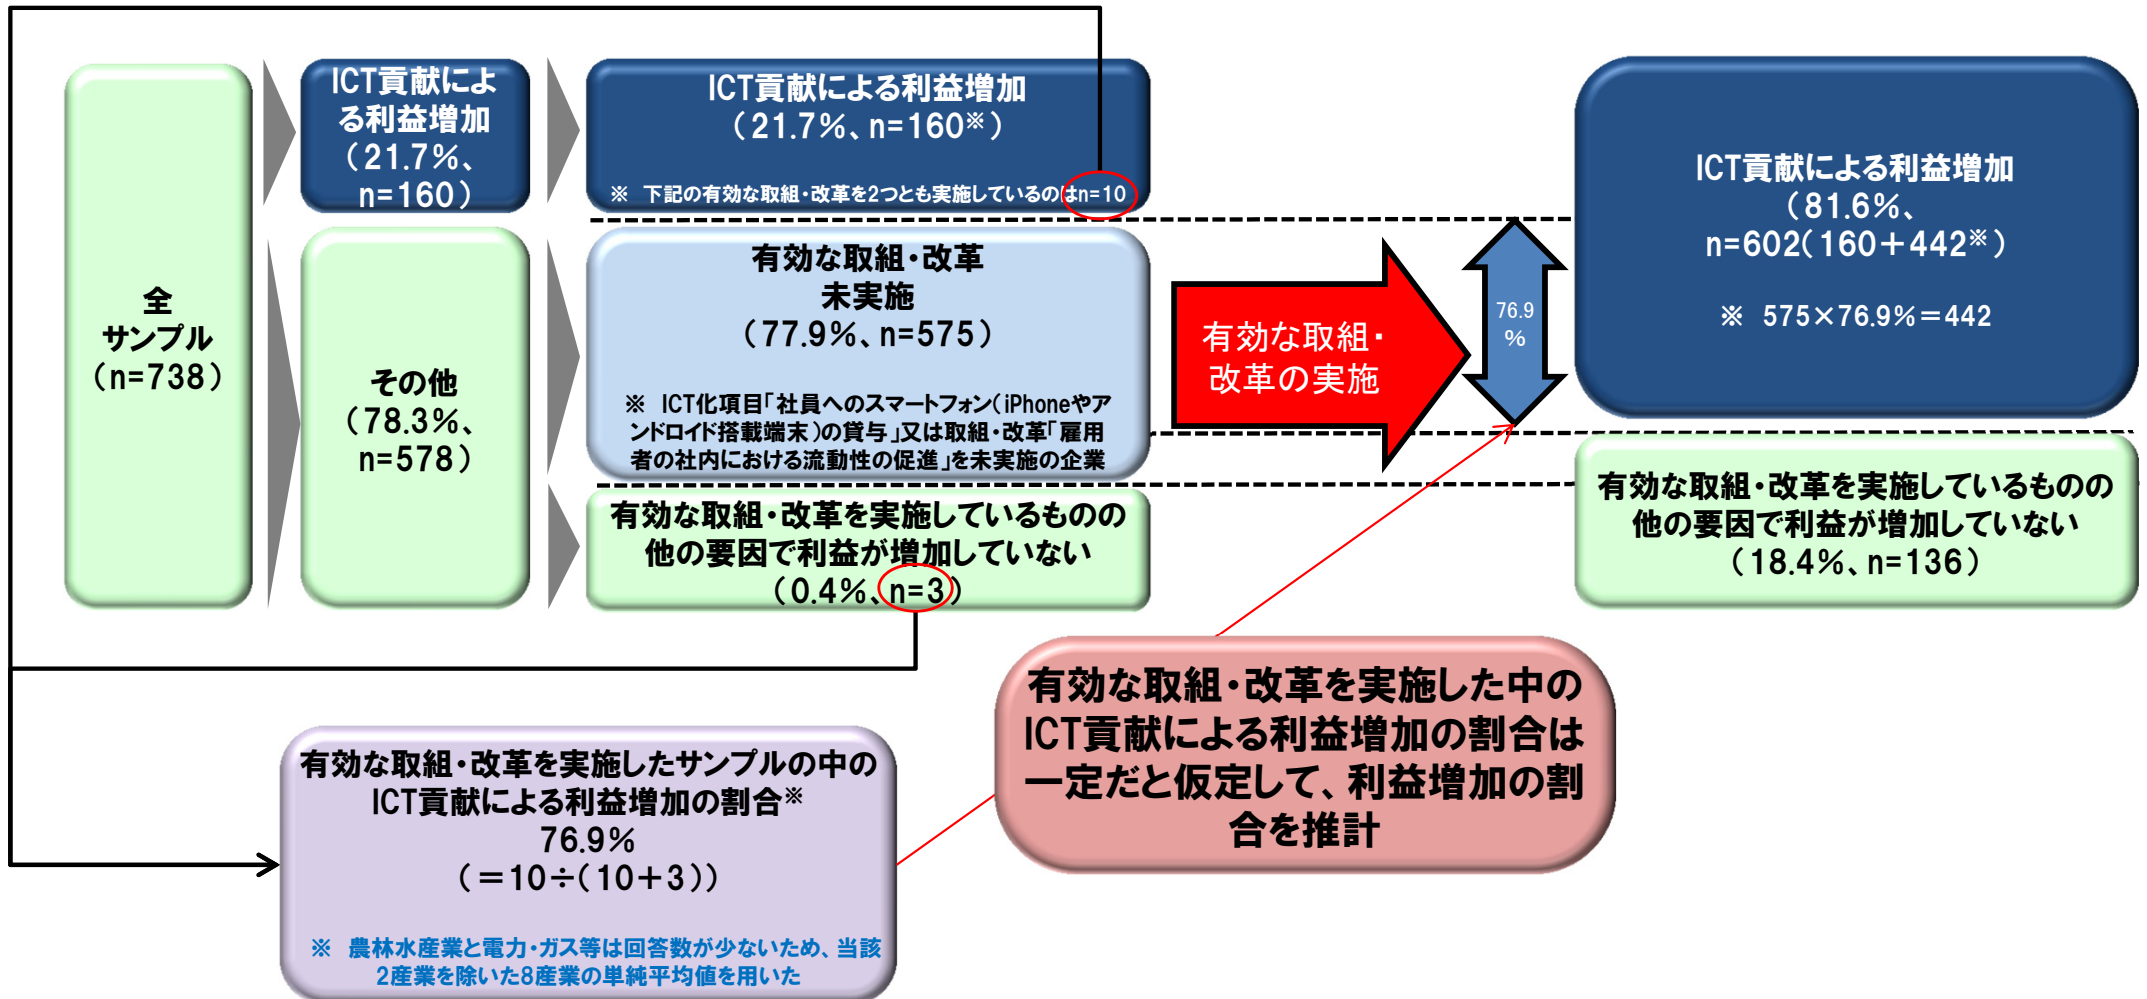 全
サンプル
(n=738)
ICT貢献によ
る利益増加
(21.7%、
n=160)
その他
(78.3%、
n=578)
ICT貢献による利益増加
(21.7%、n=160※)
※ 下記の有効な取組・改革を2つとも実施しているのはn=10
有効な取組・改革
未実施
(77.9%、n=575)
※ ICT化項目「社員へのスマートフォン(iPhoneやア
ンドロイド搭載端末)の貸与」又は取組・改革「雇用
者の社内における流動性の促進」を未実施の企業
有効な取組・改革を実施しているものの
他の要因で利益が増加していない
(0.4%、n=3)
有効な取組・
改革の実施
76.9
%
ICT貢献による利益増加
(81.6%、
n=602(160+442※)
※ 575×76.9%=442
有効な取組・改革を実施しているものの
他の要因で利益が増加していない
(18.4%、n=136)
有効な取組・改革を実施したサンプルの中の
ICT貢献による利益増加の割合※
76.9%
(=10÷(10+3))
※ 農林水産業と電力・ガス等は回答数が少ないため、当該
2産業を除いた8産業の単純平均値を用いた
有効な取組・改革を実施した中の
ICT貢献による利益増加の割合は
一定だと仮定して、利益増加の割
合を推計